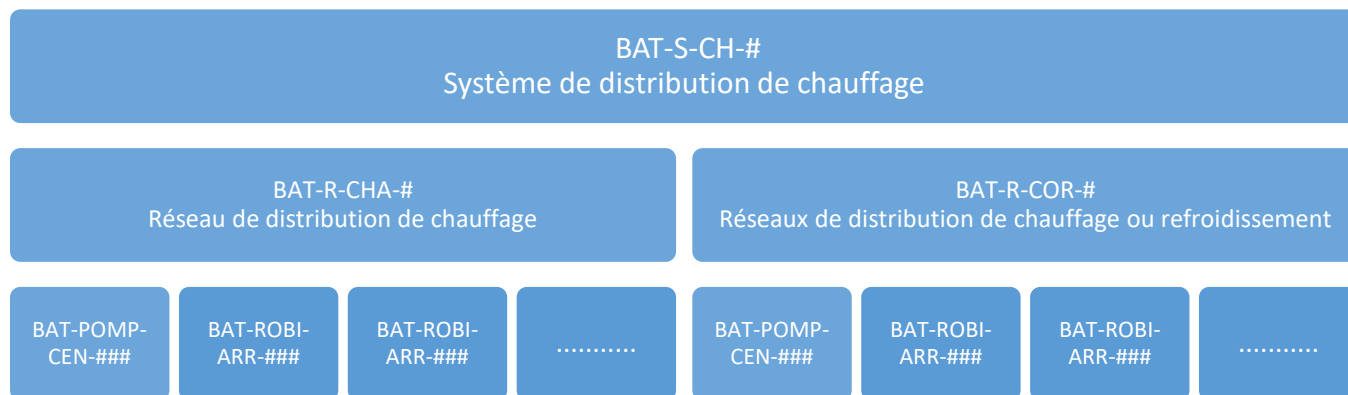 BAT-S-CH-#
Système de distribution de chauffage
BAT-R-CHA-#
Réseau de distribution de chauffage
BAT-R-COR-#
Réseaux de distribution de chauffage ou refroidissement
BAT-POMP-
CEN-###
BAT-ROBI-
ARR-###
BAT-ROBI-
ARR-###
...........
BAT-POMP-
CEN-###
BAT-ROBI-
ARR-###
BAT-ROBI-
ARR-###
...........